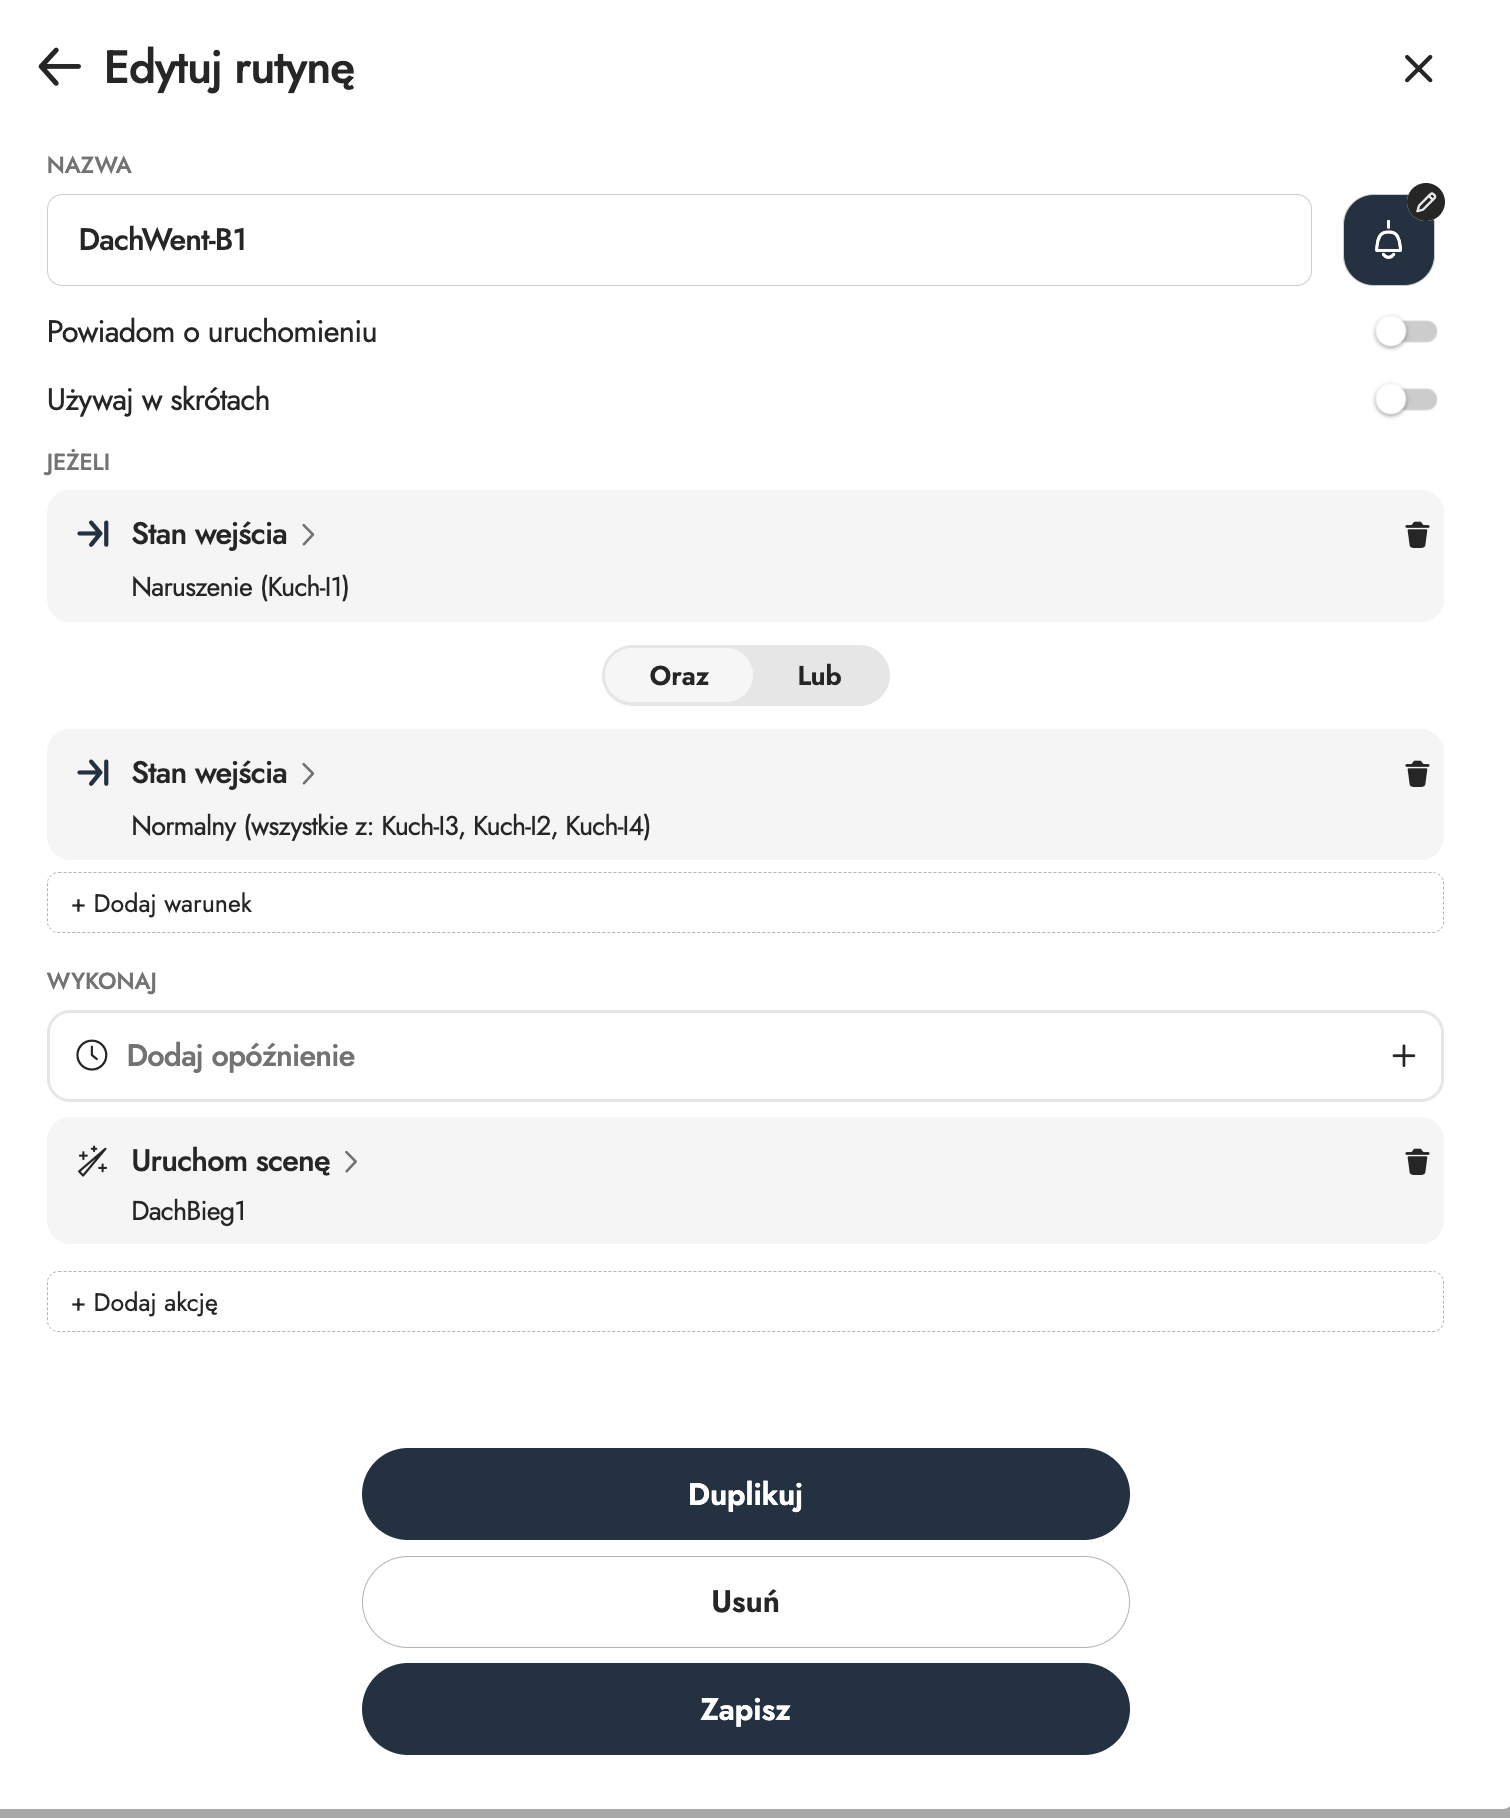 Edytuj rutynę
NAZWA
DachWent-B1
Powiadom o uruchomieniu
Używaj w skrótach
JEŻELI
Stan wejścia
Naruszenie (Kuch-I1)
Oraz Lub
Stan wejścia
Normalny (wszystkie z: Kuch-I3, Kuch-I2, Kuch-I4)
+ Dodaj warunek
WYKONAJ
Dodaj opóźnienie
Uruchom scenę
DachBieg1
+ Dodaj akcję
Duplikuj
Usuń
Zapisz